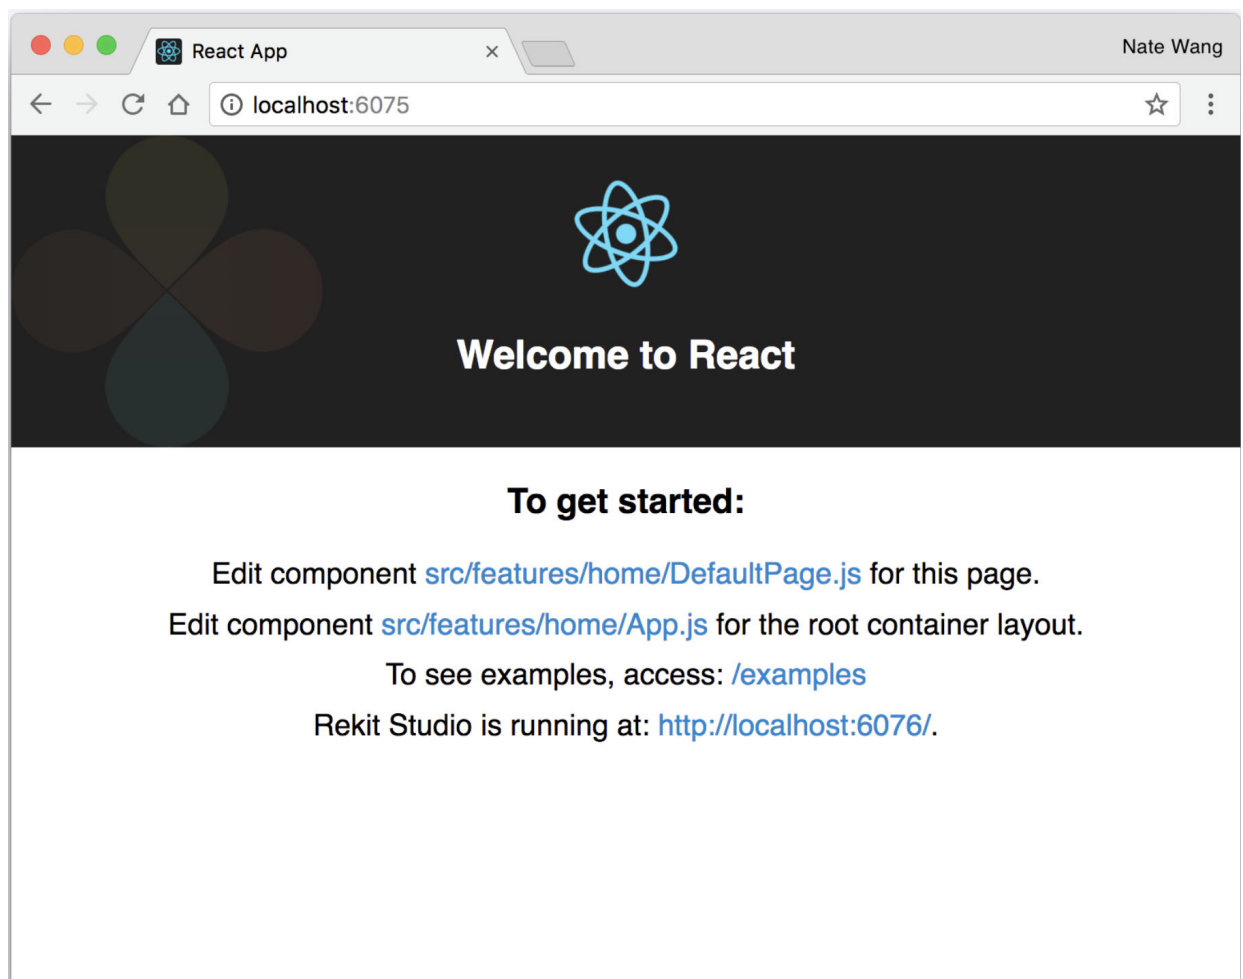 React App
Nate Wang
localhost:6075
Welcome to React
To get started:
Edit component src/features/home/DefaultPage.js for this page.
Edit component src/features/home/App.js for the root container layout.
To see examples, access: /examples
Rekit Studio is running at: http://localhost:6076/.